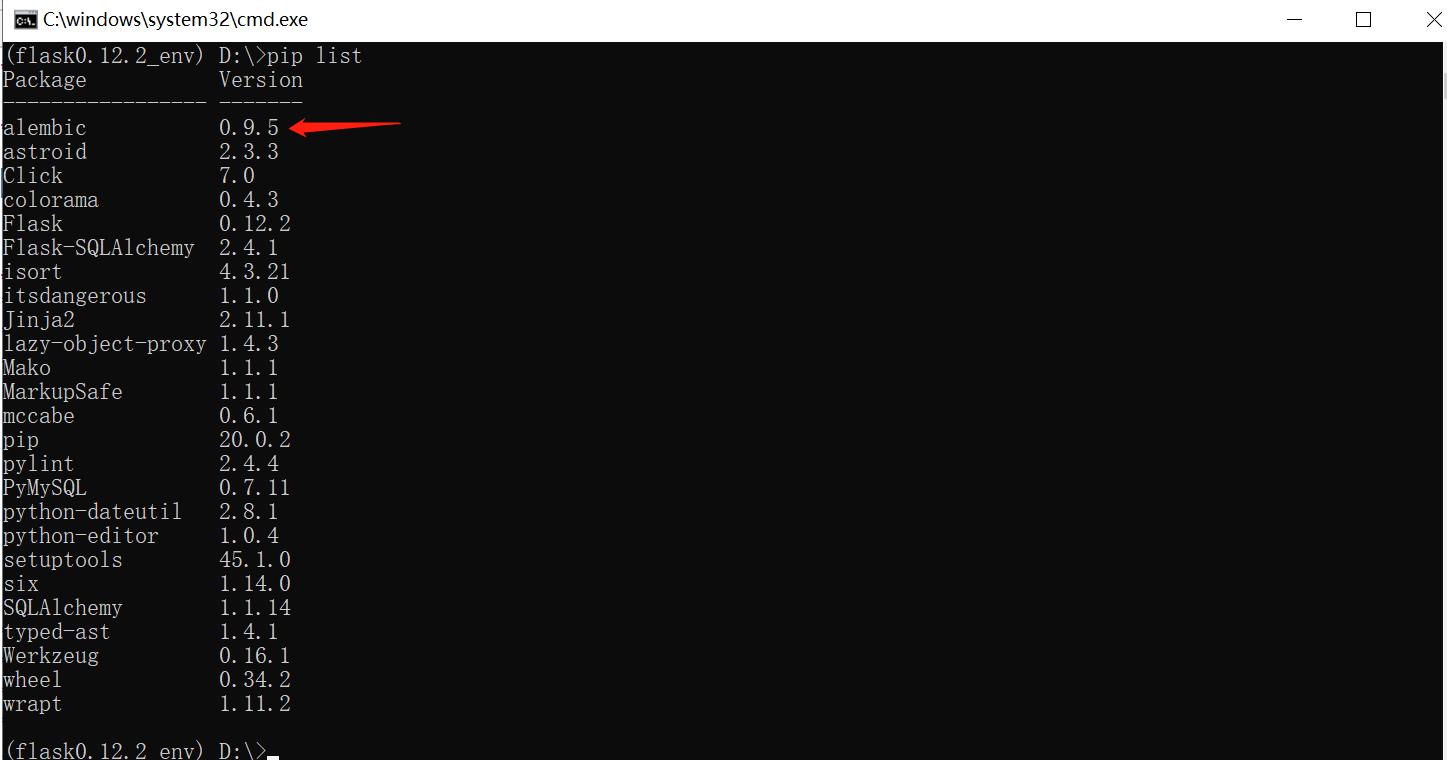 C:\windows\system32\cmd.exe
(flask0.12.2_env) D:\>pip list
Package           Version
----------------- -------
alembic           0.9.5
astroid           2.3.3
Click             7.0
colorama          0.4.3
Flask             0.12.2
Flask-SQLAlchemy  2.4.1
isort             4.3.21
itsdangerous      1.1.0
Jinja2            2.11.1
lazy-object-proxy 1.4.3
Mako              1.1.1
MarkupSafe        1.1.1
mccabe            0.6.1
pip               20.0.2
pylint            2.4.4
PyMySQL           0.7.11
python-dateutil   2.8.1
python-editor     1.0.4
setuptools        45.1.0
six               1.14.0
SQLAlchemy        1.1.14
typed-ast         1.4.1
Werkzeug          0.16.1
wheel             0.34.2
wrapt             1.11.2
(flask0.12.2_env) D:\>